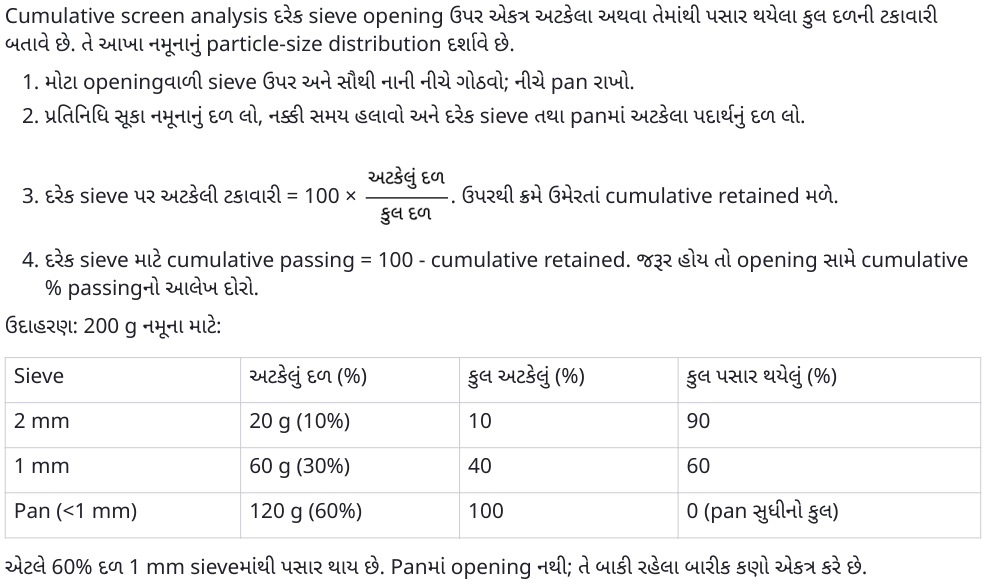 Cumulative screen analysis દરેક sieve opening ઉપર એકત્ર અટકેલા અથવા તેમાંથી પસાર થયેલા કુલ દળની ટકાવારી
બતાવે છે. તે આખા નમૂનાનું particle-size distribution દર્શાવે છે.
1. મોટા openingવાળી sieve ઉપર અને સૌથી નાની નીચે ગોઠવો; નીચે pan રાખો.
2. પ્રતિનિધિ સૂકા નમૂનાનું દળ લો, નક્કી સમય હલાવો અને દરેક sieve તથા panમાં અટકેલા પદાર્થનું દળ લો.
3. દરેક sieve પર અટકેલી ટકાવારી = 100 × અટકેલું દળ / કુલ દળ. ઉપરથી ક્રમે ઉમેરતાં cumulative retained મળે.
4. દરેક sieve માટે cumulative passing = 100 - cumulative retained. જરૂર હોય તો opening સામે cumulative
% passingનો આલેખ દોરો.
ઉદાહરણ: 200 g નમૂના માટે:
Sieve | અટકેલું દળ (%) | કુલ અટકેલું (%) | કુલ પસાર થયેલું (%)
2 mm | 20 g (10%) | 10 | 90
1 mm | 60 g (30%) | 40 | 60
Pan (<1 mm) | 120 g (60%) | 100 | 0 (pan સુધીનો કુલ)
એટલે 60% દળ 1 mm sieveમાંથી પસાર થાય છે. Panમાં opening નથી; તે બાકી રહેલા બારીક કણો એકત્ર કરે છે.